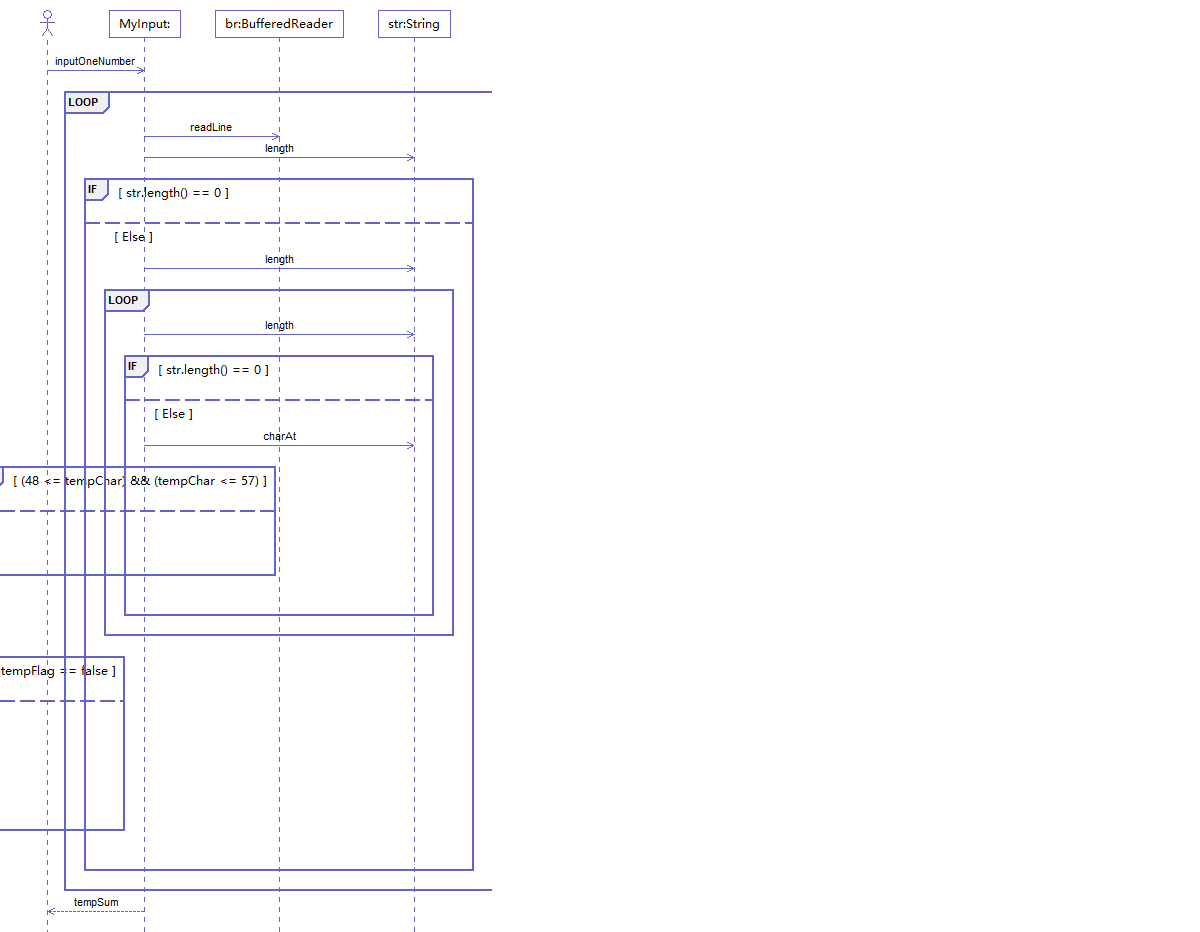 MyInput:
br:BufferedReader
str:String
inputOneNumber
LOOP
readLine
length
IF
[ str.length() == 0 ]
[ Else ]
length
LOOP
length
IF
[ str.length() == 0 ]
[ Else ]
charAt
[ (48 <= tempChar) && (tempChar <= 57) ]
tempFlag == false ]
tempSum